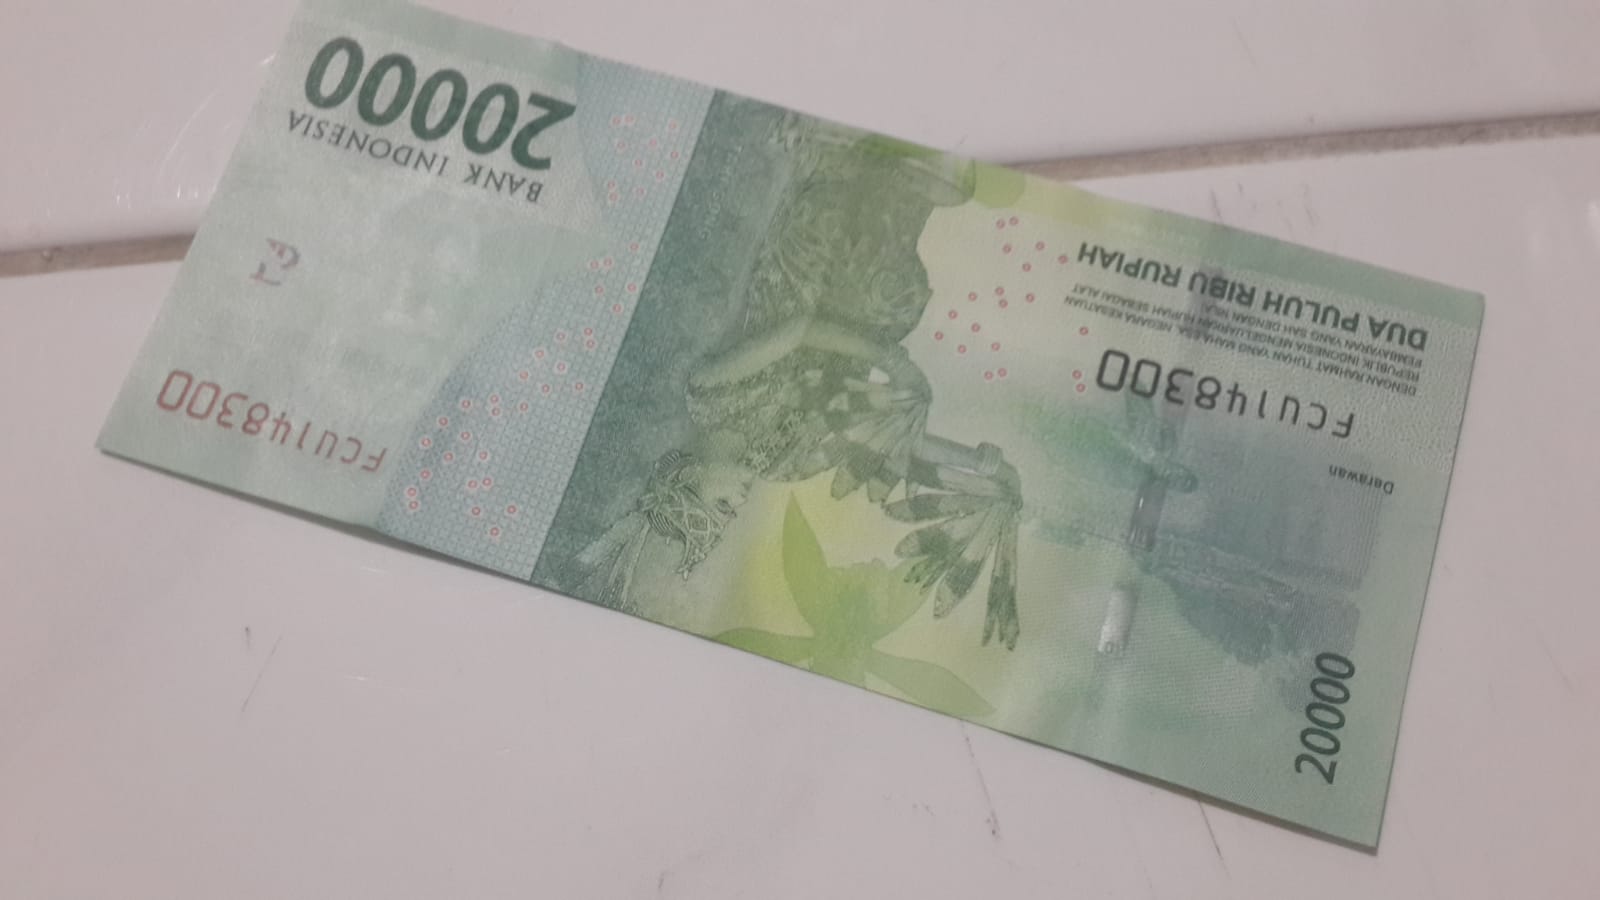 20000
BANK INDONESIA
FCU148300
DUA PULUH RIBU RUPIAH
DENGAN RAHMAT TUHAN YANG MAHA ESA, NEGARA KESATUAN
REPUBLIK INDONESIA MENGELUARKAN RUPIAH SEBAGAI ALAT
PEMBAYARAN YANG SAH DENGAN NILAI
FCU148300
Derawan
20000